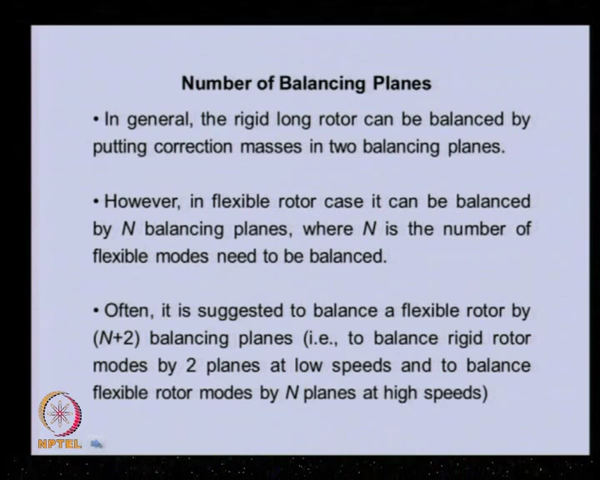 Number of Balancing Planes
• In general, the rigid long rotor can be balanced by
putting correction masses in two balancing planes.
• However, in flexible rotor case it can be balanced
by N balancing planes, where N is the number of
flexible modes need to be balanced.
• Often, it is suggested to balance a flexible rotor by
(N+2) balancing planes (i.e., to balance rigid rotor
modes by 2 planes at low speeds and to balance
flexible rotor modes by N planes at high speeds)
NPTEL